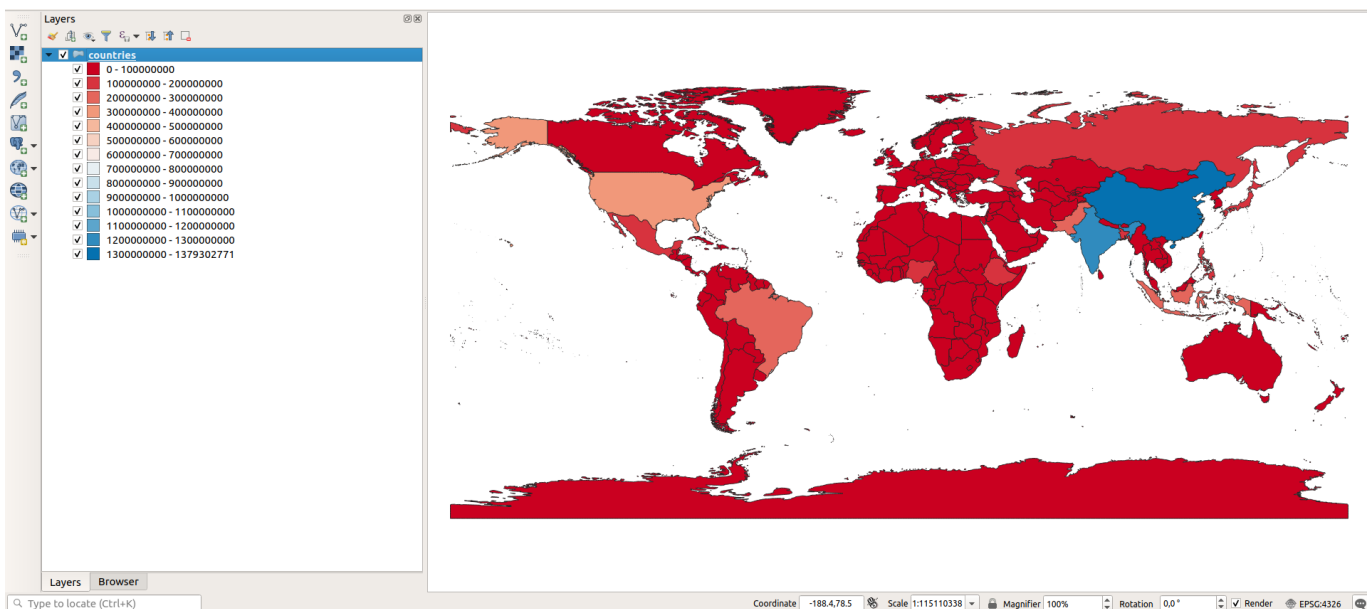 Layers
countries
0 - 100000000
100000000 - 200000000
200000000 - 300000000
300000000 - 400000000
400000000 - 500000000
500000000 - 600000000
600000000 - 700000000
700000000 - 800000000
800000000 - 900000000
900000000 - 1000000000
1000000000 - 1100000000
1100000000 - 1200000000
1200000000 - 1300000000
1300000000 - 1379302771
Layers Browser
Type to locate (Ctrl+K) Coordinate -188.4,78.5 Scale 1:115110338 Magnifier 100% Rotation 0,0 ° Render EPSG:4326